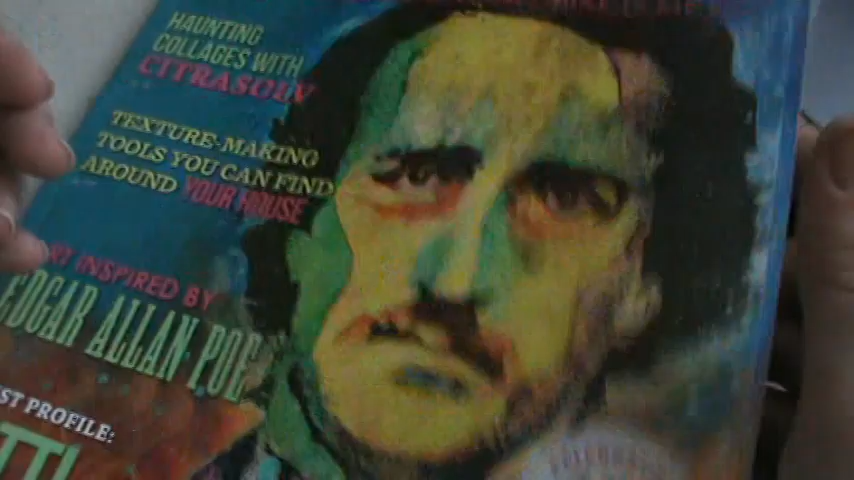 HAUNTING
COLLAGES WITH
CITRASOLV
TEXTURE-MAKING
TOOLS YOU CAN FIND
AROUND YOUR HOUSE
INSPIRED BY
EDGAR ALLAN POE
PROFILE: